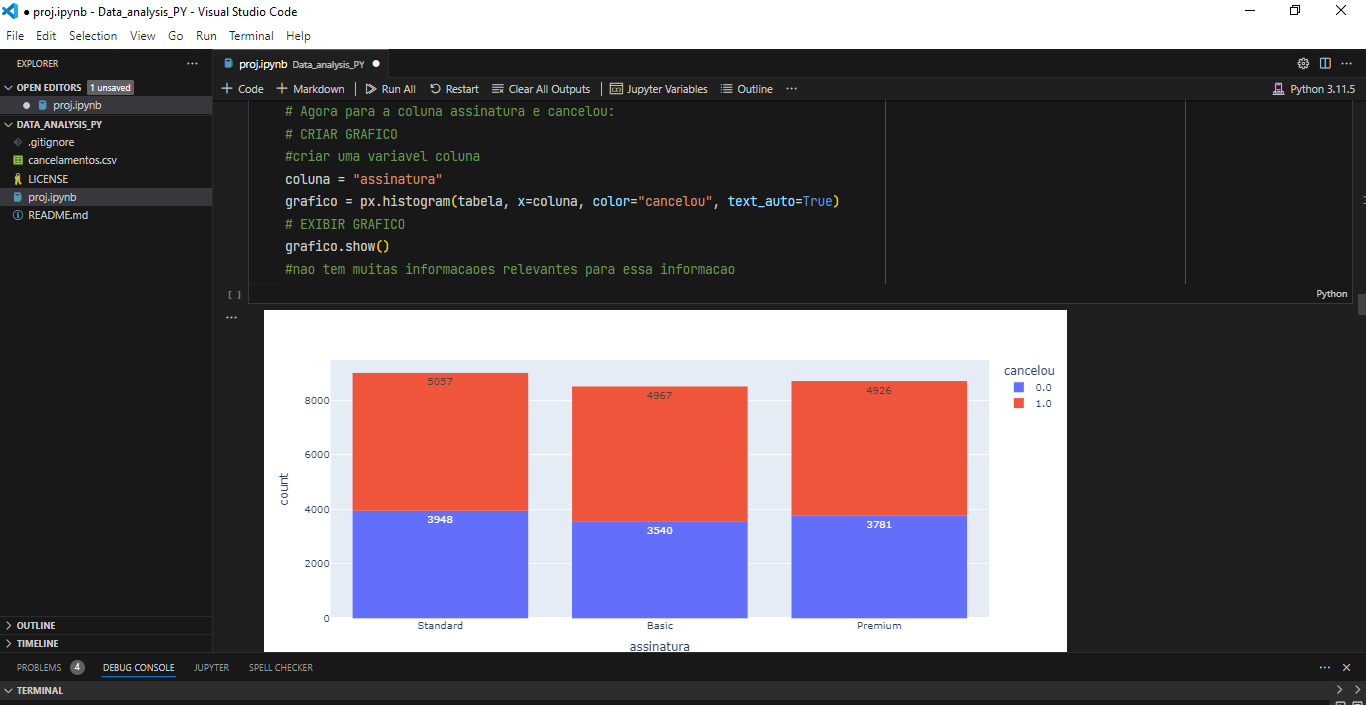 ● proj.ipynb - Data_analysis_PY - Visual Studio Code
File Edit Selection View Go Run Terminal Help
EXPLORER
proj.ipynb Data_analysis_PY
OPEN EDITORS 1 unsaved
proj.ipynb
DATA_ANALYSIS_PY
.gitignore
cancelamentos.csv
LICENSE
proj.ipynb
README.md
OUTLINE
TIMELINE
Code Markdown Run All Restart Clear All Outputs Jupyter Variables Outline Python 3.11.5
# Agora para a coluna assinatura e cancelou:
# CRIAR GRAFICO
#criar uma variavel coluna
coluna = "assinatura"
grafico = px.histogram(tabela, x=coluna, color="cancelou", text_auto=True)
# EXIBIR GRAFICO
grafico.show()
#nao tem muitas informacaoes relevantes para essa informacao
[ ] Python
cancelou
0.0
1.0
5057 4967 4926
3948 3540 3781
8000
6000
4000
2000
0
count
Standard Basic Premium
assinatura
PROBLEMS 4 DEBUG CONSOLE JUPYTER SPELL CHECKER
TERMINAL